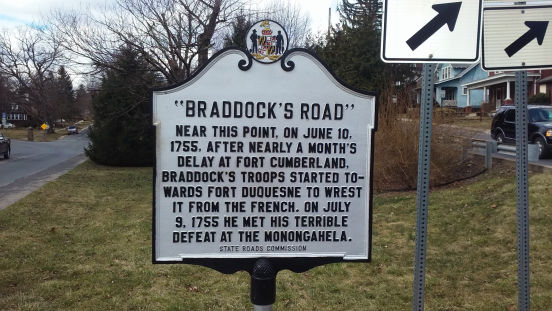 "BRADDOCK'S ROAD"
NEAR THIS POINT, ON JUNE 10,
1755, AFTER NEARLY A MONTH'S
DELAY AT FORT CUMBERLAND,
BRADDOCK'S TROOPS STARTED TO-
WARDS FORT DUQUESNE TO WREST
IT FROM THE FRENCH. ON JULY
9, 1755 HE MET HIS TERRIBLE
DEFEAT AT THE MONONGAHELA.
STATE ROADS COMMISSION